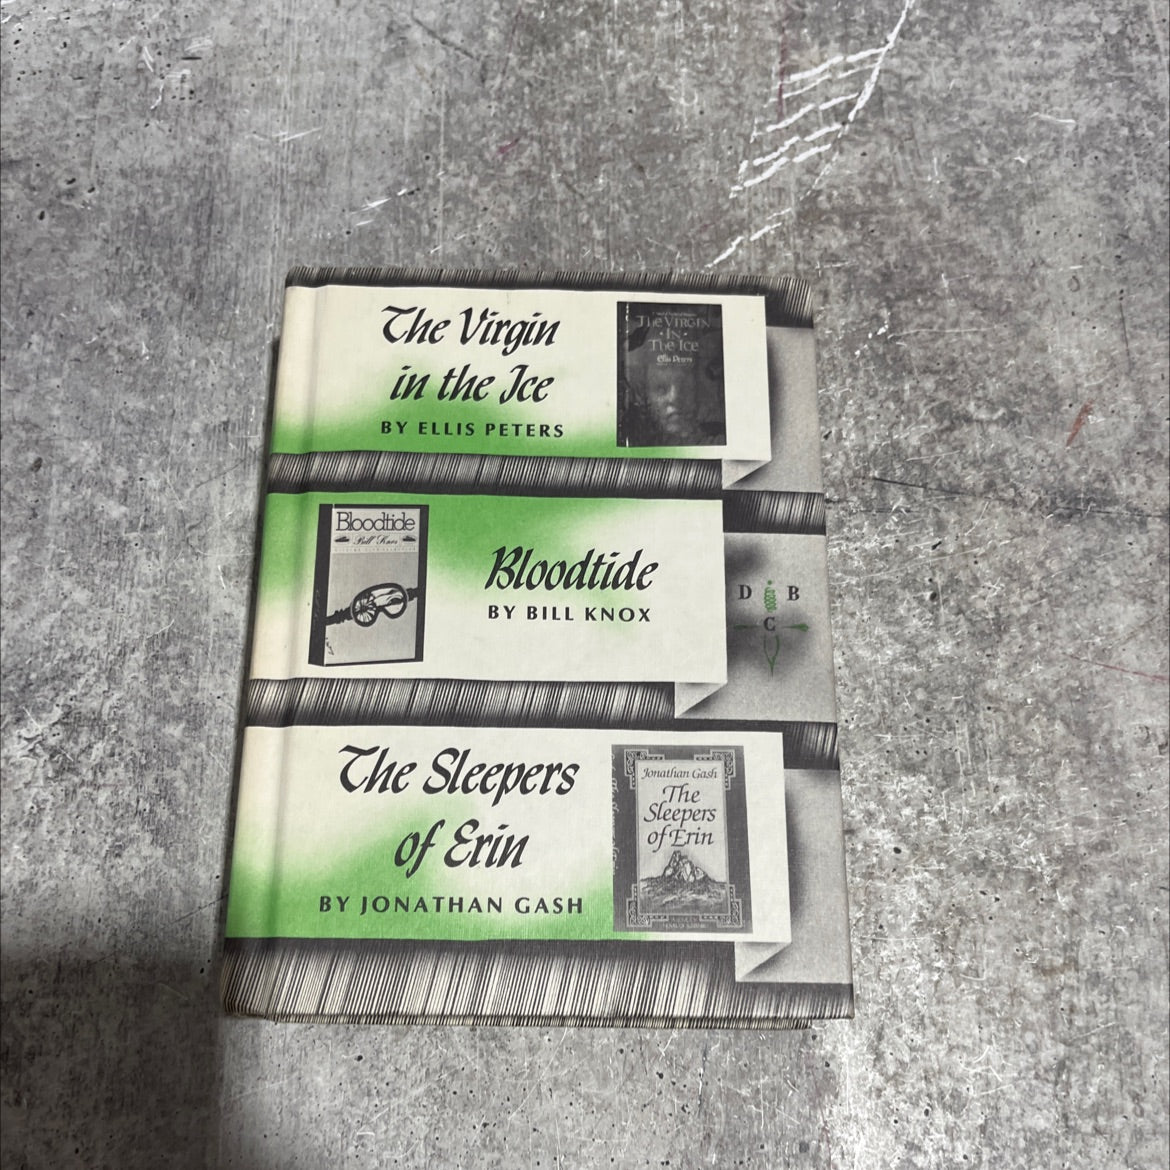 The Virgin
in the Ice
BY ELLIS PETERS
The Virgin
· In ·
The Ice
Ellis Peters
Bloodtide
Bill Knox
Bloodtide
BY BILL KNOX
D B
C
The Sleepers
of Erin
BY JONATHAN GASH
Jonathan Gash
The
Sleepers
of Erin